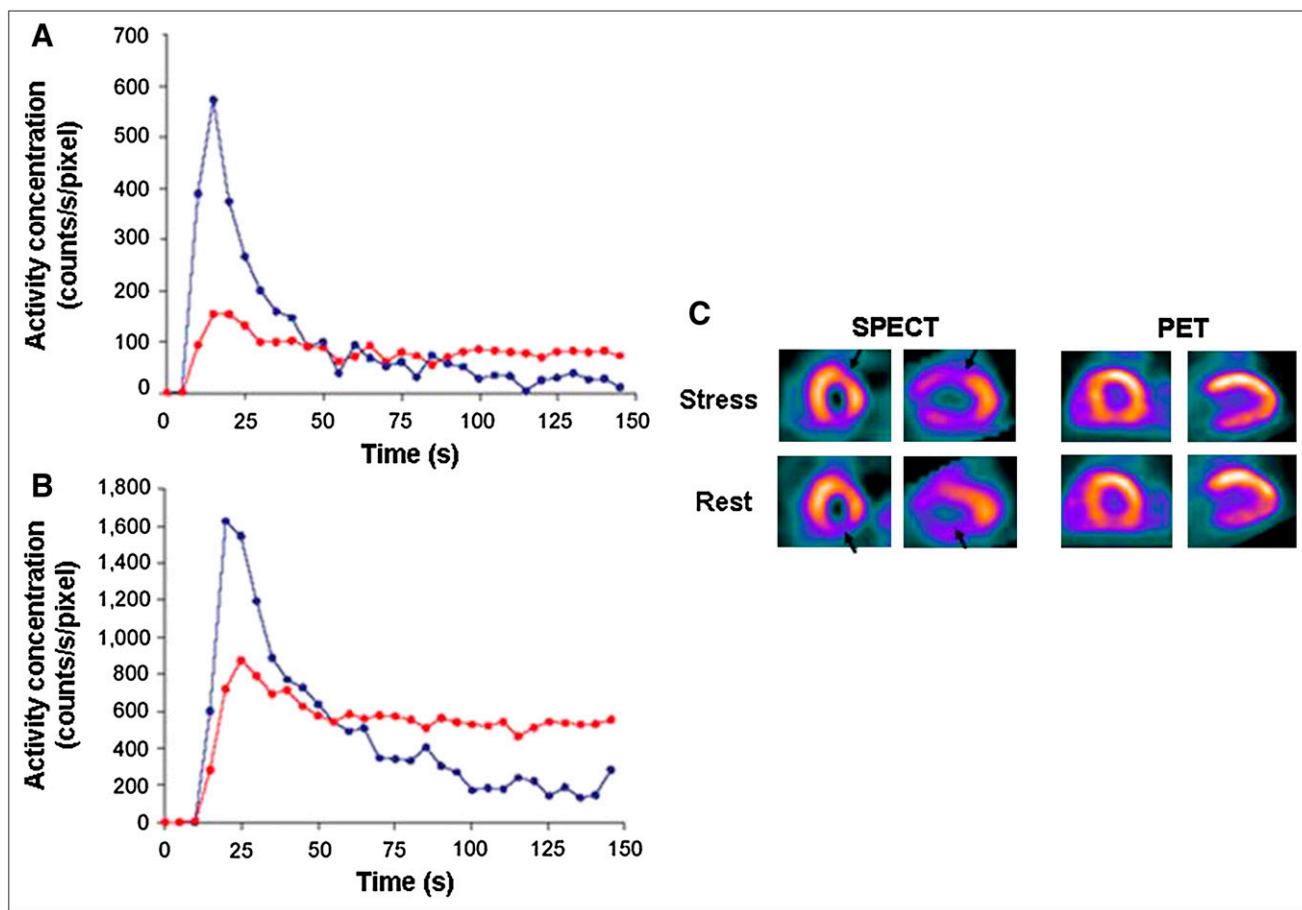 A
700
600
500
400
300
200
100
0
Activity concentration
(counts/s/pixel)
0 25 50 75 100 125 150
Time (s)
B
1,800
1,600
1,400
1,200
1,000
800
600
400
200
0
Activity concentration
(counts/s/pixel)
0 25 50 75 100 125 150
Time (s)
C
SPECT PET
Stress
Rest